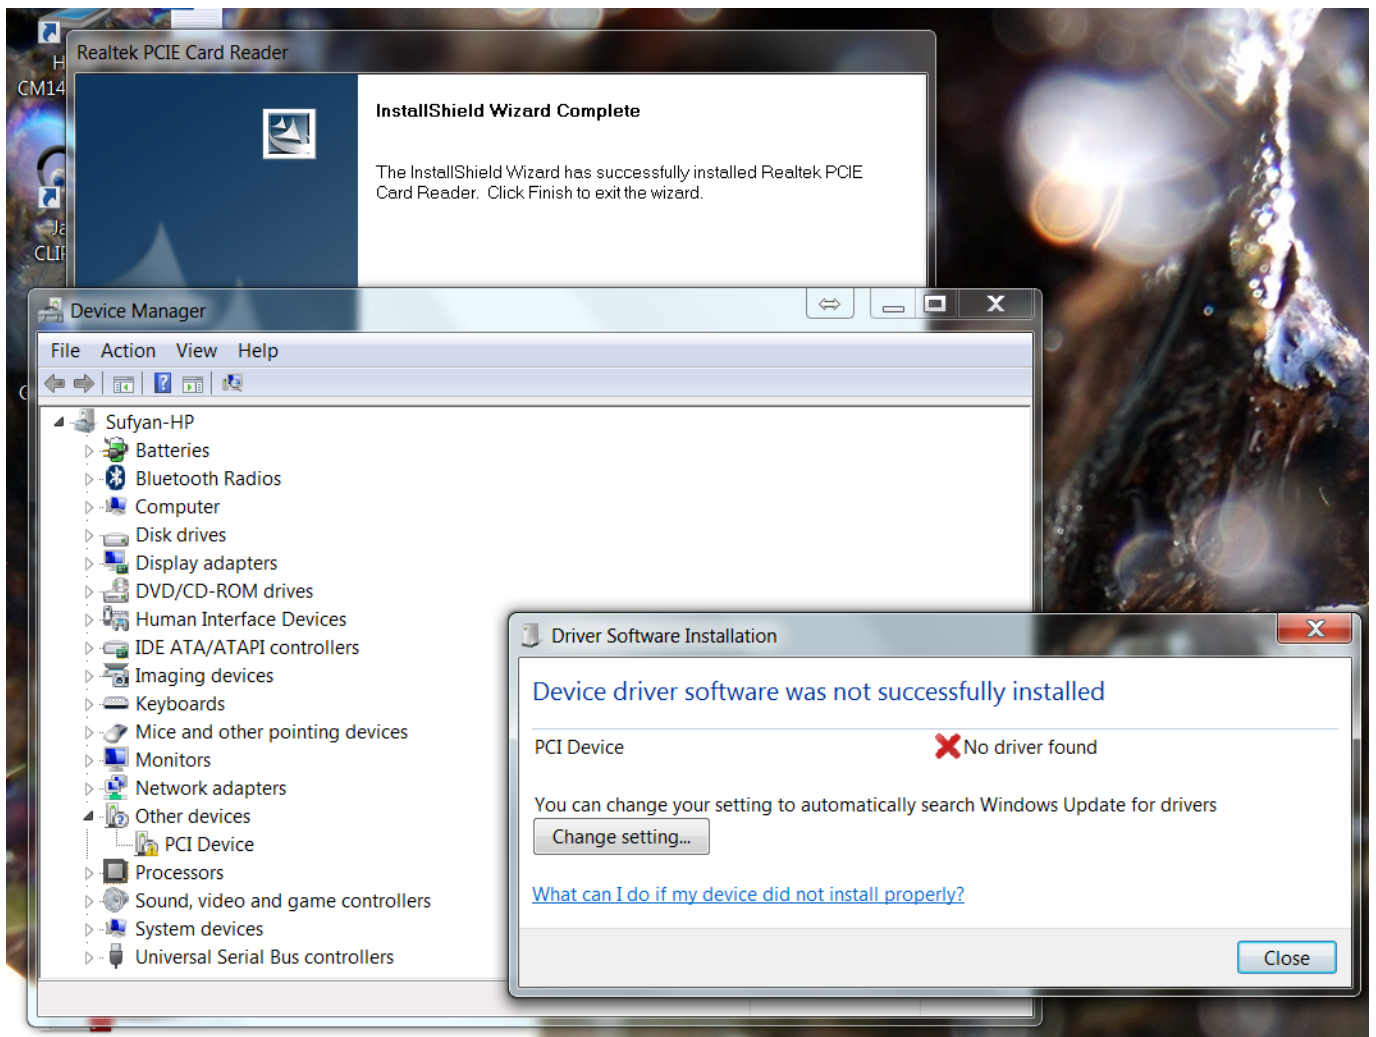 H
CM14
Ja
CLIP
Realtek PCIE Card Reader
InstallShield Wizard Complete
The InstallShield Wizard has successfully installed Realtek PCIE
Card Reader. Click Finish to exit the wizard.
Device Manager
File Action View Help
Sufyan-HP
Batteries
Bluetooth Radios
Computer
Disk drives
Display adapters
DVD/CD-ROM drives
Human Interface Devices
IDE ATA/ATAPI controllers
Imaging devices
Keyboards
Mice and other pointing devices
Monitors
Network adapters
Other devices
PCI Device
Processors
Sound, video and game controllers
System devices
Universal Serial Bus controllers
Driver Software Installation
Device driver software was not successfully installed
PCI Device
No driver found
You can change your setting to automatically search Windows Update for drivers
Change setting...
What can I do if my device did not install properly?
Close